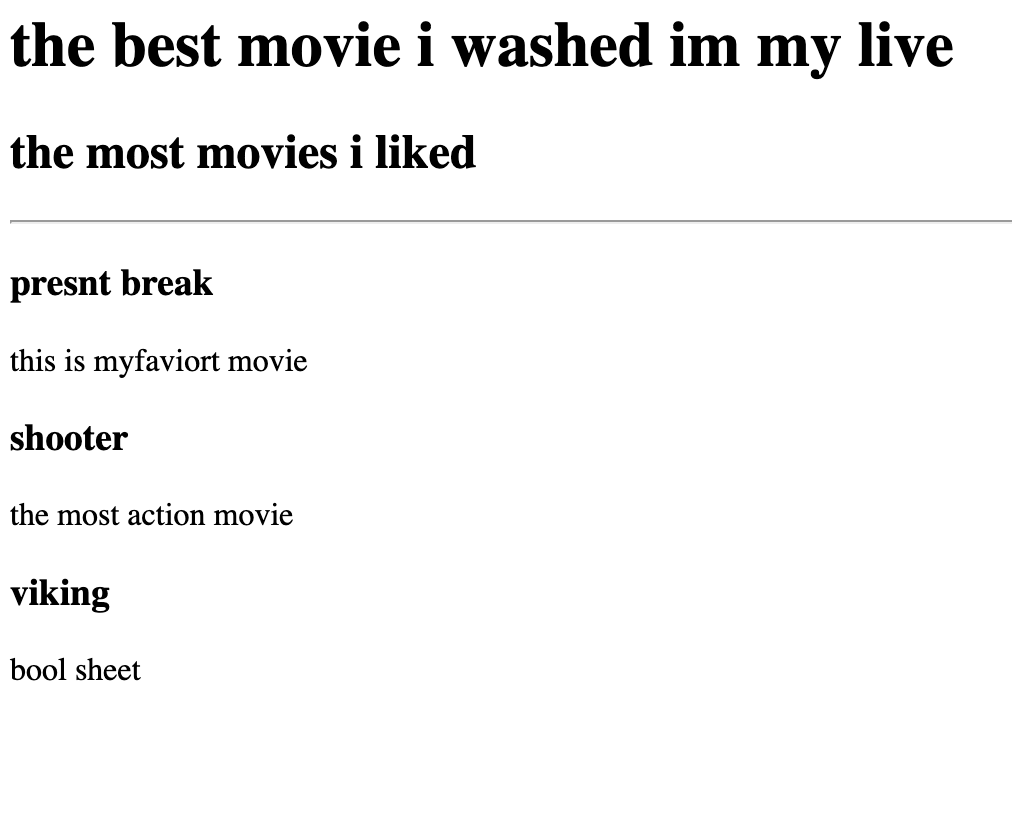 the best movie i washed im my live
the most movies i liked
presnt break
this is myfaviort movie
shooter
the most action movie
viking
bool sheet